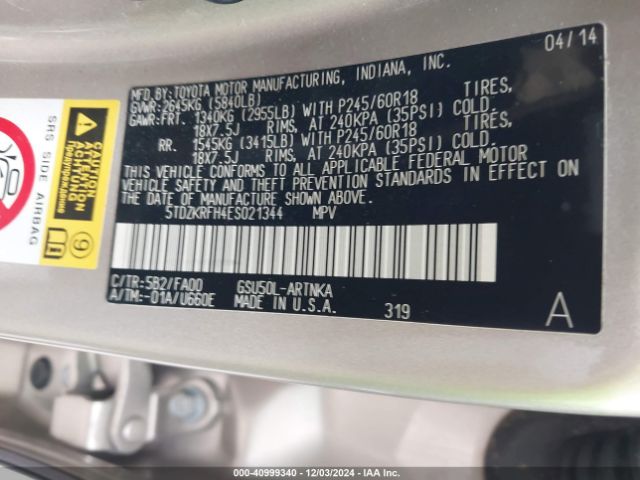 04/14
MFD.BY:TOYOTA MOTOR MANUFACTURING, INDIANA, INC.
GVWR:2645KG (5840LB)
GAWR:FRT. 1340KG (2955LB) WITH P245/60R18 TIRES,
18X7.5J RIMS, AT 240KPA (35PSI) COLD.
RR. 1545KG (3415LB) WITH P245/60R18 TIRES,
18X7.5J RIMS, AT 240KPA (35PSI) COLD.
THIS VEHICLE CONFORMS TO ALL APPLICABLE FEDERAL MOTOR
VEHICLE SAFETY AND THEFT PREVENTION STANDARDS IN EFFECT ON
THE DATE OF MANUFACTURE SHOWN ABOVE.
5TDZKRFH4ES021344 MPV
C/TR:5B2/FA00 GSU50L-ARTNKA
A/TM:-01A/U660E MADE IN U.S.A.
319
A
SRS SIDE AIRBAG
CAUTION
ACHTUNG
9
000-40999340 - 12/03/2024 - IAA Inc.